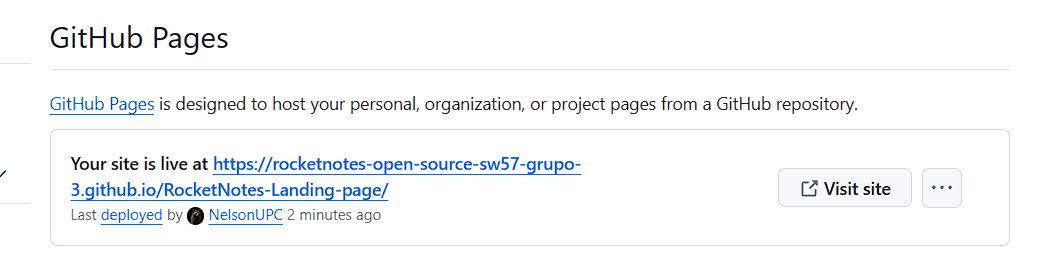 GitHub Pages
GitHub Pages is designed to host your personal, organization, or project pages from a GitHub repository.
Your site is live at https://rocketnotes-open-source-sw57-grupo-
3.github.io/RocketNotes-Landing-page/
Visit site
Last deployed by NelsonUPC 2 minutes ago